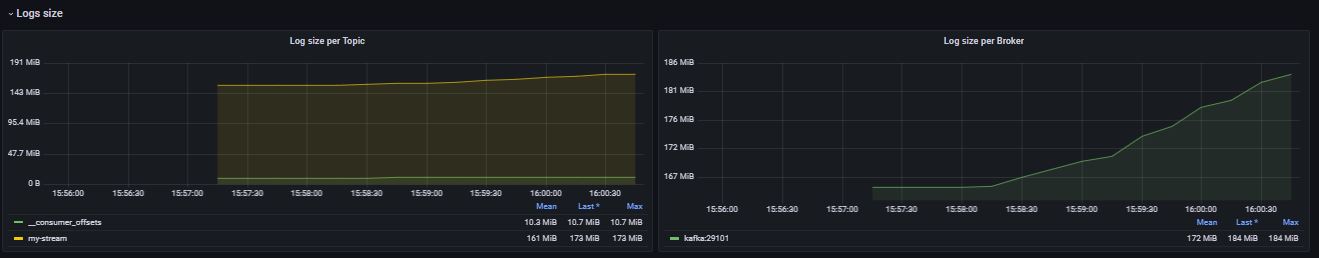 Logs size
Log size per Topic
191 MiB
143 MiB
95.4 MiB
47.7 MiB
0 B
15:56:00 15:56:30 15:57:00 15:57:30 15:58:00 15:58:30 15:59:00 15:59:30 16:00:00 16:00:30
Mean Last * Max
__consumer_offsets 10.3 MiB 10.7 MiB 10.7 MiB
my-stream 161 MiB 173 MiB 173 MiB
Log size per Broker
186 MiB
181 MiB
176 MiB
172 MiB
167 MiB
15:56:00 15:56:30 15:57:00 15:57:30 15:58:00 15:58:30 15:59:00 15:59:30 16:00:00 16:00:30
Mean Last * Max
kafka:29101 172 MiB 184 MiB 184 MiB